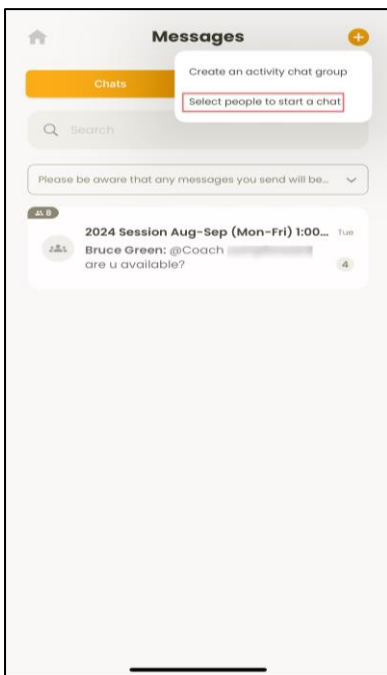 Messages
Create an activity chat group
Chats
Select people to start a chat
Search
Please be aware that any messages you send will be...
8
2024 Session Aug-Sep (Mon-Fri) 1:00... Tue
Bruce Green: @Coach
are u available?
4